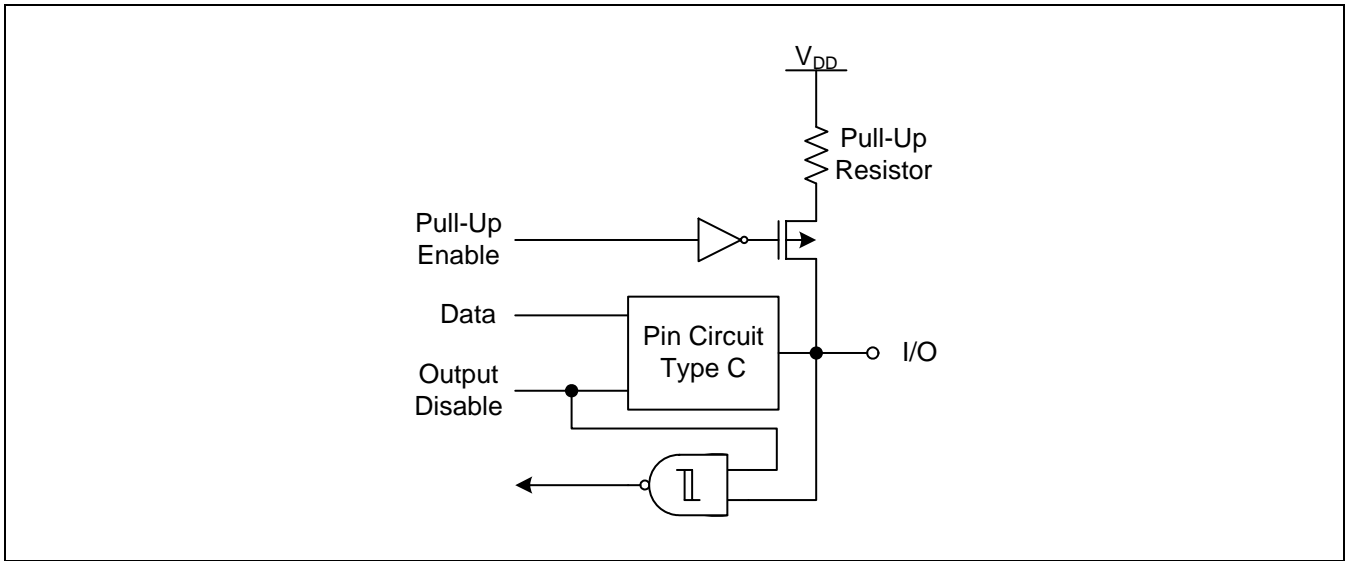 VDD
Pull-Up
Resistor
Pull-Up
Enable
Data
Pin Circuit
Type C
I/O
Output
Disable